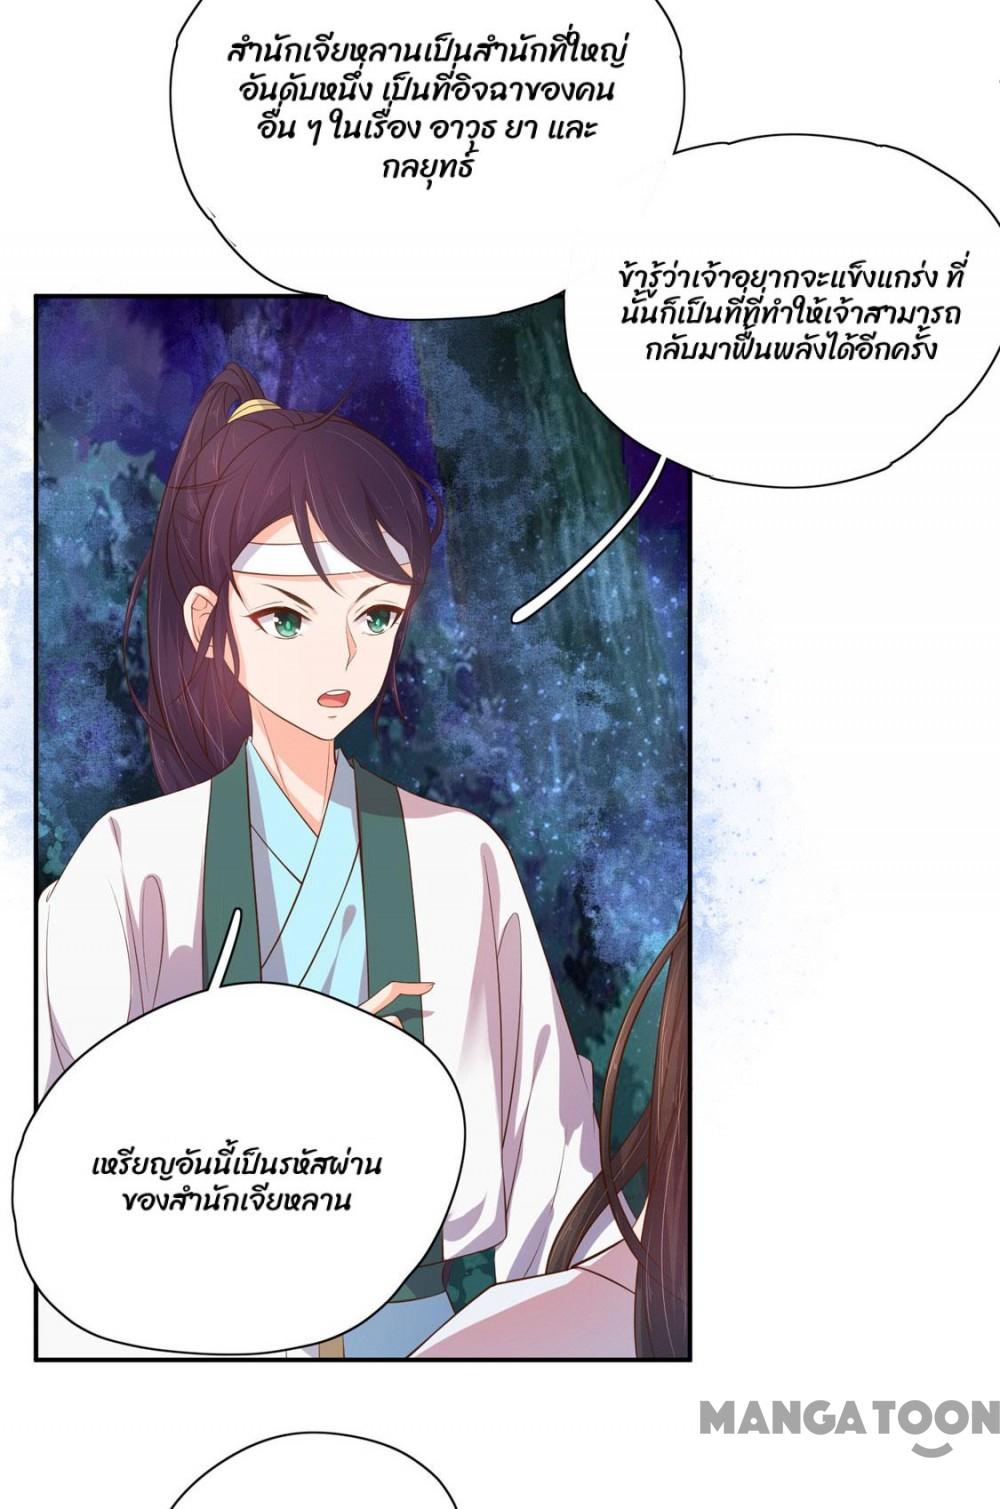 สำนักเจียหลานเป็นสำนักที่ใหญ่
อันดับหนึ่ง เป็นที่อิจฉาของคน
อื่น ๆ ในเรื่อง อาวุธ ยา และ
กลยุทธ์
ข้ารู้ว่าเจ้าอยากจะแข็งแกร่ง ที่
นั้นก็เป็นที่ที่ทำให้เจ้าสามารถ
กลับมาฟื้นพลังได้อีกครั้ง
เหรียญอันนี้เป็นรหัสผ่าน
ของสำนักเจียหลาน
MANGATOON